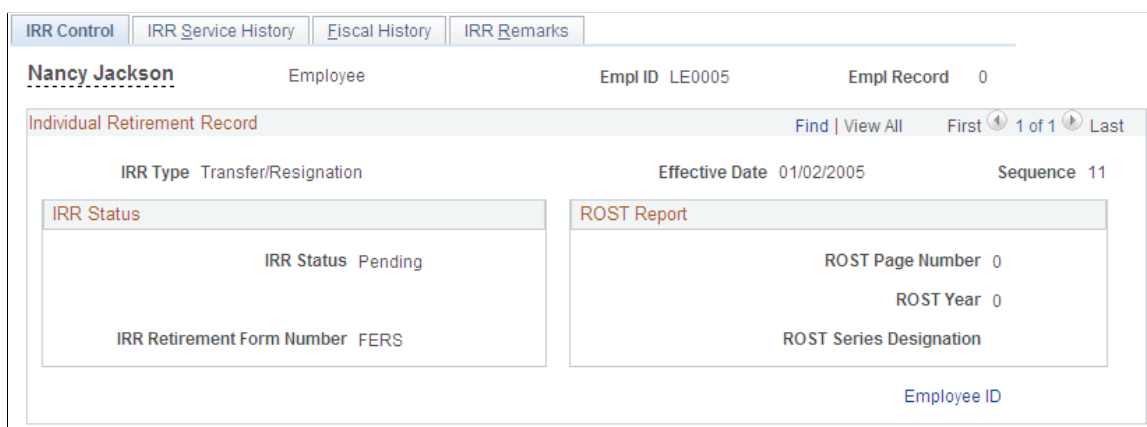 IRR Control IRR Service History Fiscal History IRR Remarks
Nancy Jackson Employee Empl ID LE0005 Empl Record 0
Individual Retirement Record Find | View All First 1 of 1 Last
IRR Type Transfer/Resignation Effective Date 01/02/2005 Sequence 11
IRR Status ROST Report
IRR Status Pending ROST Page Number 0
ROST Year 0
IRR Retirement Form Number FERS ROST Series Designation
Employee ID